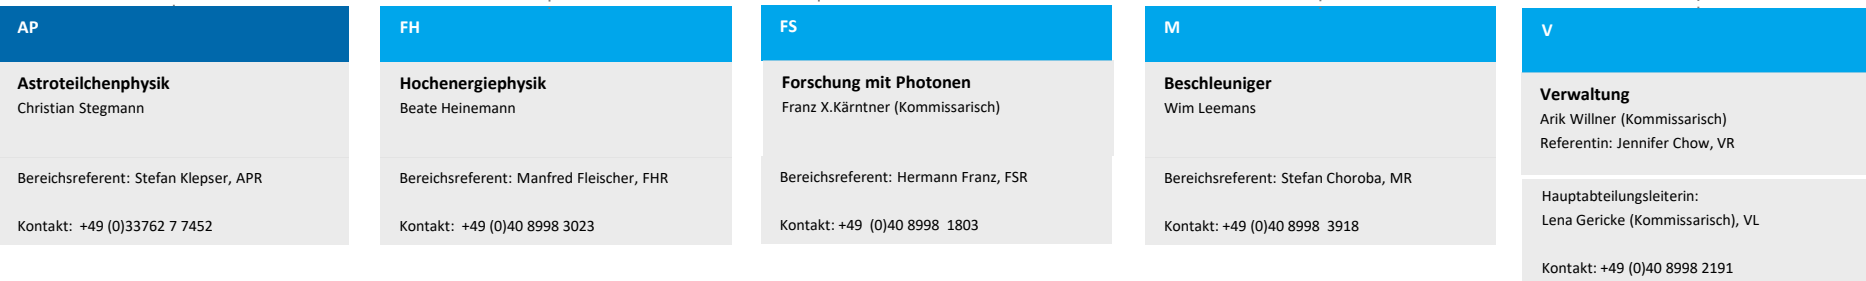 AP
Astroteilchenphysik
Christian Stegmann
Bereichsreferent: Stefan Klepser, APR
Kontakt: +49 (0)33762 7 7452
FH
Hochenergiephysik
Beate Heinemann
Bereichsreferent: Manfred Fleischer, FHR
Kontakt: +49 (0)40 8998 3023
FS
Forschung mit Photonen
Franz X.Kärntner (Kommissarisch)
Bereichsreferent: Hermann Franz, FSR
Kontakt: +49 (0)40 8998 1803
M
Beschleuniger
Wim Leemans
Bereichsreferent: Stefan Choroba, MR
Kontakt: +49 (0)40 8998 3918
V
Verwaltung
Arik Willner (Kommissarisch)
Referentin: Jennifer Chow, VR
Hauptabteilungsleiterin:
Lena Gericke (Kommissarisch), VL
Kontakt: +49 (0)40 8998 2191